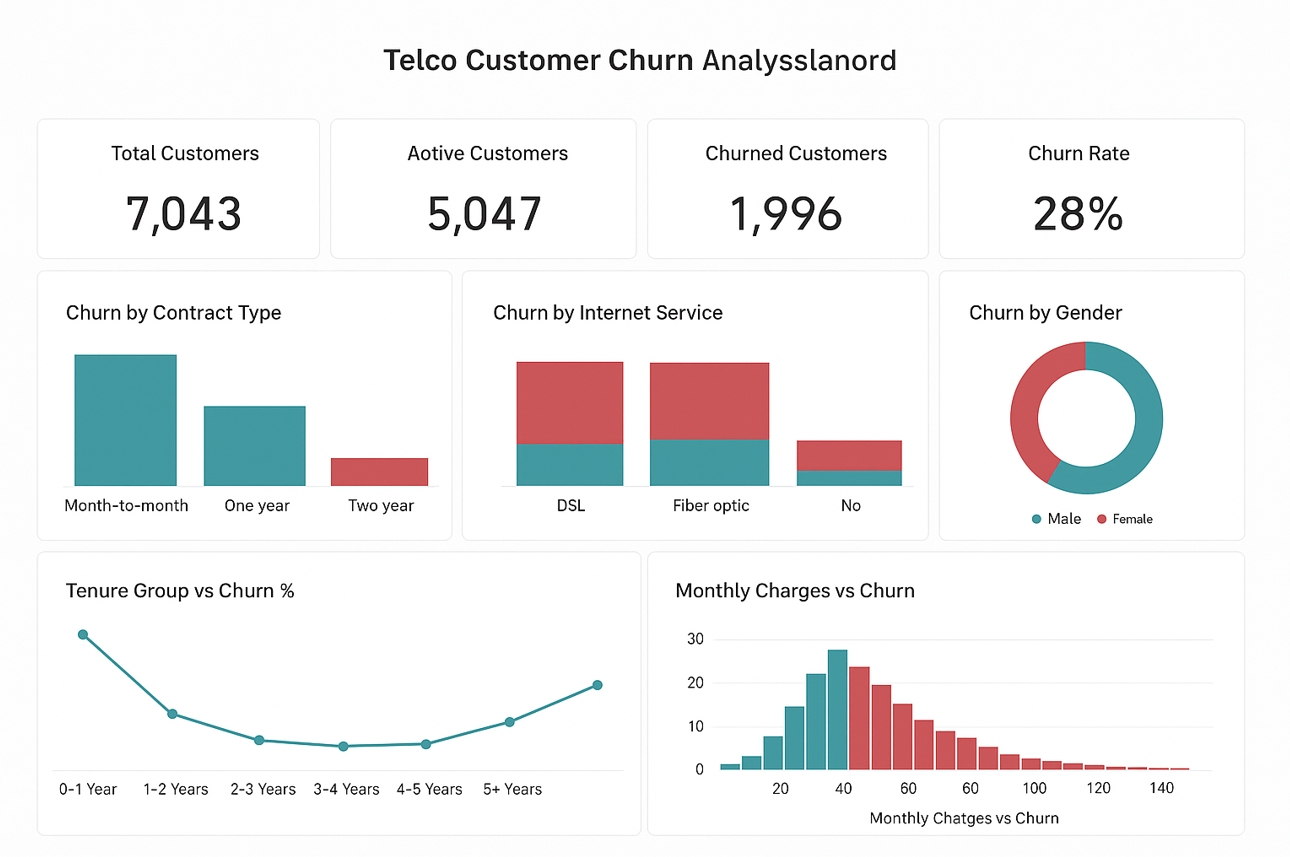 Telco Customer Churn Analysslanord
Total Customers
7,043
Aotive Customers
5,047
Churned Customers
1,996
Churn Rate
28%
Churn by Contract Type
Month-to-month One year Two year
Churn by Internet Service
DSL Fiber optic No
Churn by Gender
Male Female
Tenure Group vs Churn %
0-1 Year 1-2 Years 2-3 Years 3-4 Years 4-5 Years 5+ Years
Monthly Charges vs Churn
30
20
10
0
20 40 60 60 100 120 140
Monthly Chatges vs Churn